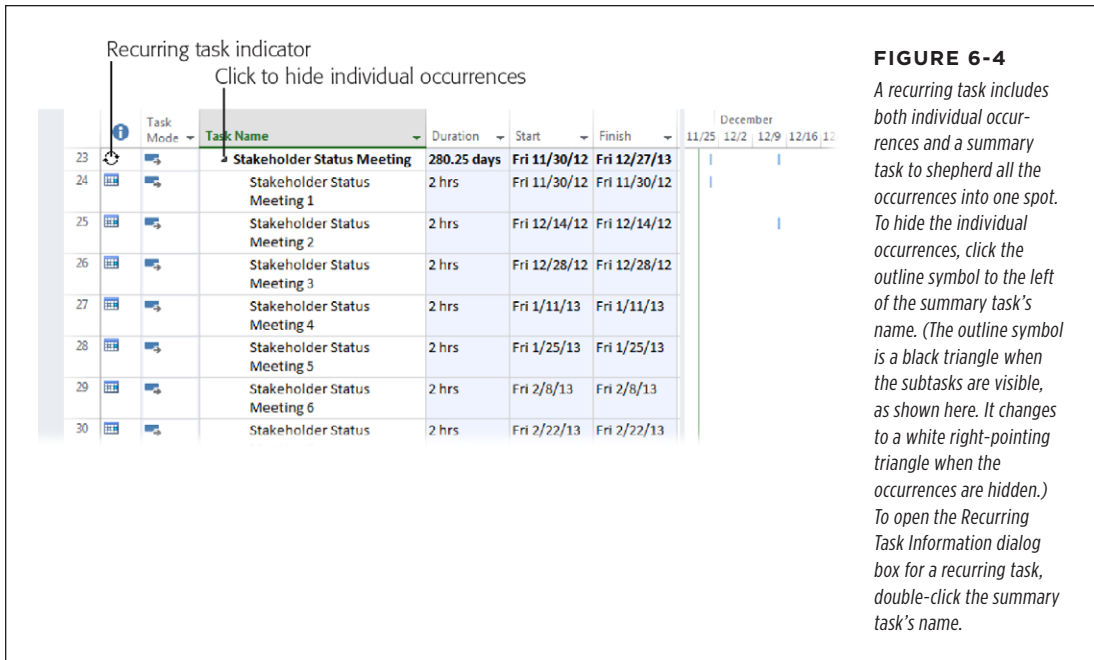 Recurring task indicator
Click to hide individual occurrences
Task
Mode
Task Name
Duration
Start
Finish
December
11/25 12/2 12/9 12/16 12
23 Stakeholder Status Meeting 280.25 days Fri 11/30/12 Fri 12/27/13
24 Stakeholder Status 2 hrs Fri 11/30/12 Fri 11/30/12
Meeting 1
25 Stakeholder Status 2 hrs Fri 12/14/12 Fri 12/14/12
Meeting 2
26 Stakeholder Status 2 hrs Fri 12/28/12 Fri 12/28/12
Meeting 3
27 Stakeholder Status 2 hrs Fri 1/11/13 Fri 1/11/13
Meeting 4
28 Stakeholder Status 2 hrs Fri 1/25/13 Fri 1/25/13
Meeting 5
29 Stakeholder Status 2 hrs Fri 2/8/13 Fri 2/8/13
Meeting 6
30 Stakeholder Status 2 hrs Fri 2/22/13 Fri 2/22/13
FIGURE 6-4
A recurring task includes
both individual occur-
rences and a summary
task to shepherd all the
occurrences into one spot.
To hide the individual
occurrences, click the
outline symbol to the left
of the summary task's
name. (The outline symbol
is a black triangle when
the subtasks are visible,
as shown here. It changes
to a white right-pointing
triangle when the
occurrences are hidden.)
To open the Recurring
Task Information dialog
box for a recurring task,
double-click the summary
task's name.